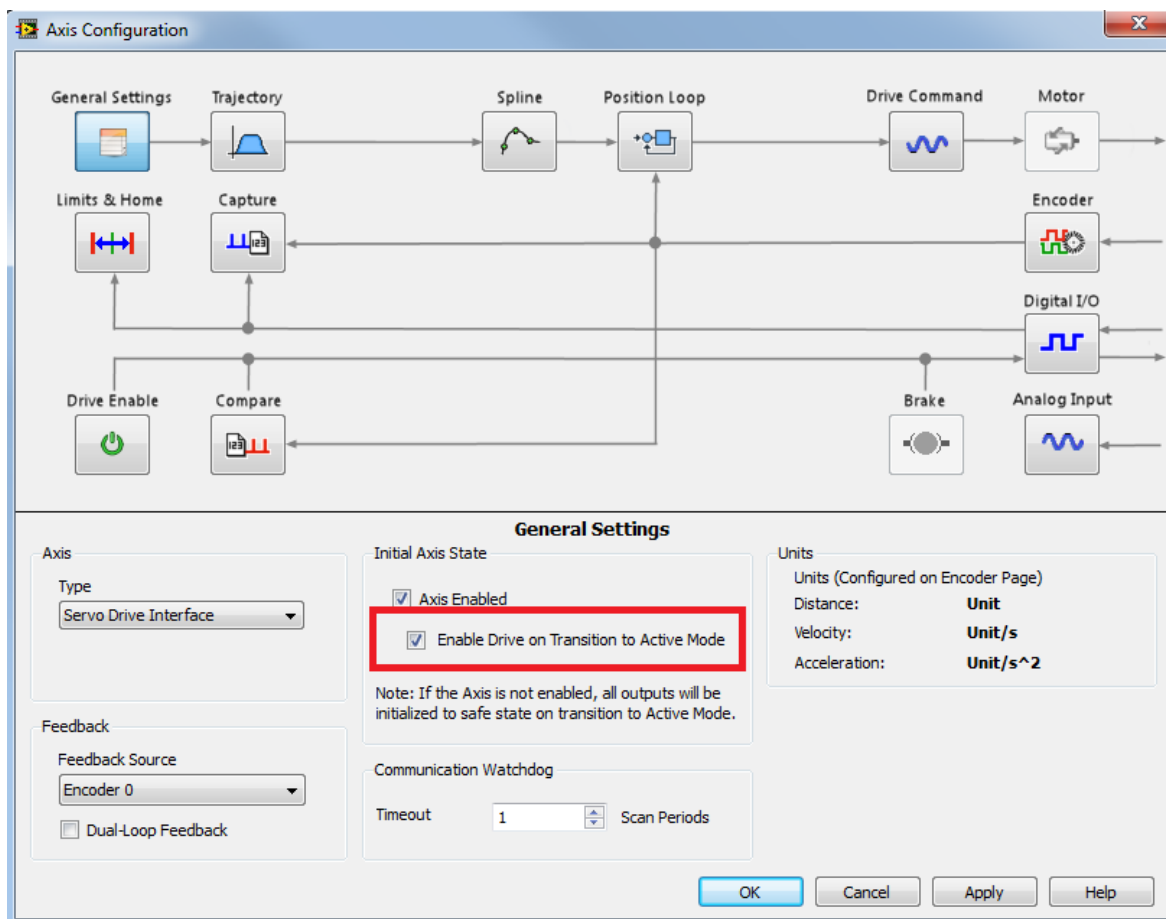 Axis Configuration
General Settings
Trajectory
Spline
Position Loop
Drive Command
Motor
Limits & Home
Capture
123
Encoder
Digital I/O
Drive Enable
Compare
123
Brake
Analog Input
General Settings
Axis
Type
Servo Drive Interface
Feedback
Feedback Source
Encoder 0
Dual-Loop Feedback
Initial Axis State
Axis Enabled
Enable Drive on Transition to Active Mode
Note: If the Axis is not enabled, all outputs will be
initialized to safe state on transition to Active Mode.
Communication Watchdog
Timeout 1 Scan Periods
Units
Units (Configured on Encoder Page)
Distance: Unit
Velocity: Unit/s
Acceleration: Unit/s^2
OK
Cancel
Apply
Help